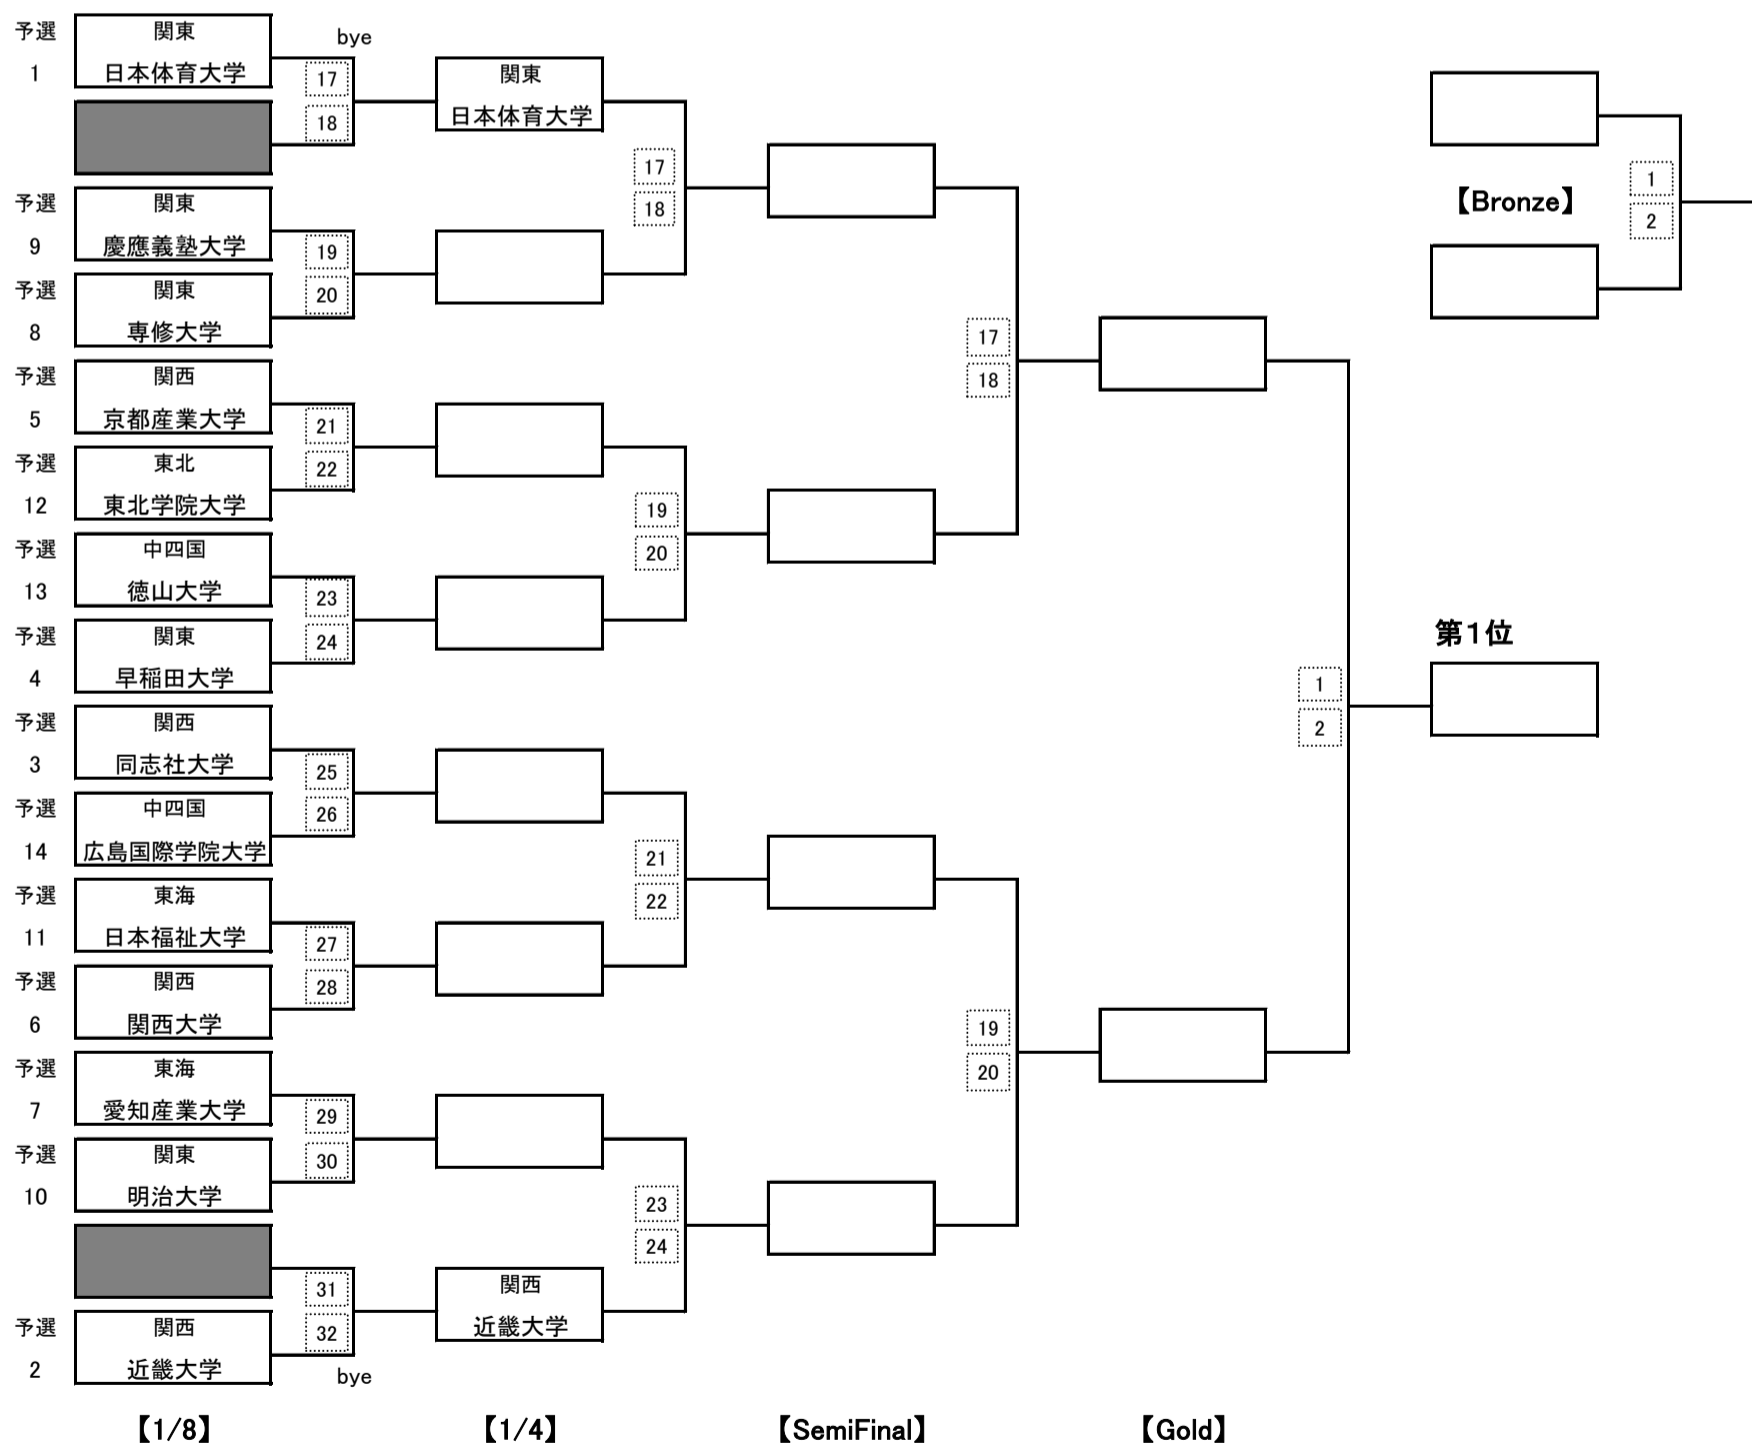 予選
1
関東
日本体育大学
bye
17
18
関東
日本体育大学
予選
9
関東
慶應義塾大学
19
20
予選
8
関東
専修大学
17
18
予選
5
関西
京都産業大学
21
22
予選
12
東北
東北学院大学
予選
13
中四国
徳山大学
23
24
予選
4
関東
早稲田大学
19
20
17
18
予選
3
関西
同志社大学
25
26
予選
14
中四国
広島国際学院大学
予選
11
東海
日本福祉大学
27
28
予選
6
関西
関西大学
21
22
予選
7
東海
愛知産業大学
29
30
予選
10
関東
明治大学
31
32
予選
2
関西
近畿大学
bye
関西
近畿大学
23
24
19
20
1
2
第1位
【Bronze】
1
2
【1/8】
【1/4】
【SemiFinal】
【Gold】